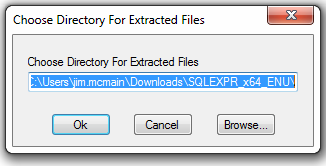 Choose Directory For Extracted Files
Choose Directory For Extracted Files
C:\Users\jim.mcmain\Downloads\SQLEXPR_x64_ENU\
Ok Cancel Browse...